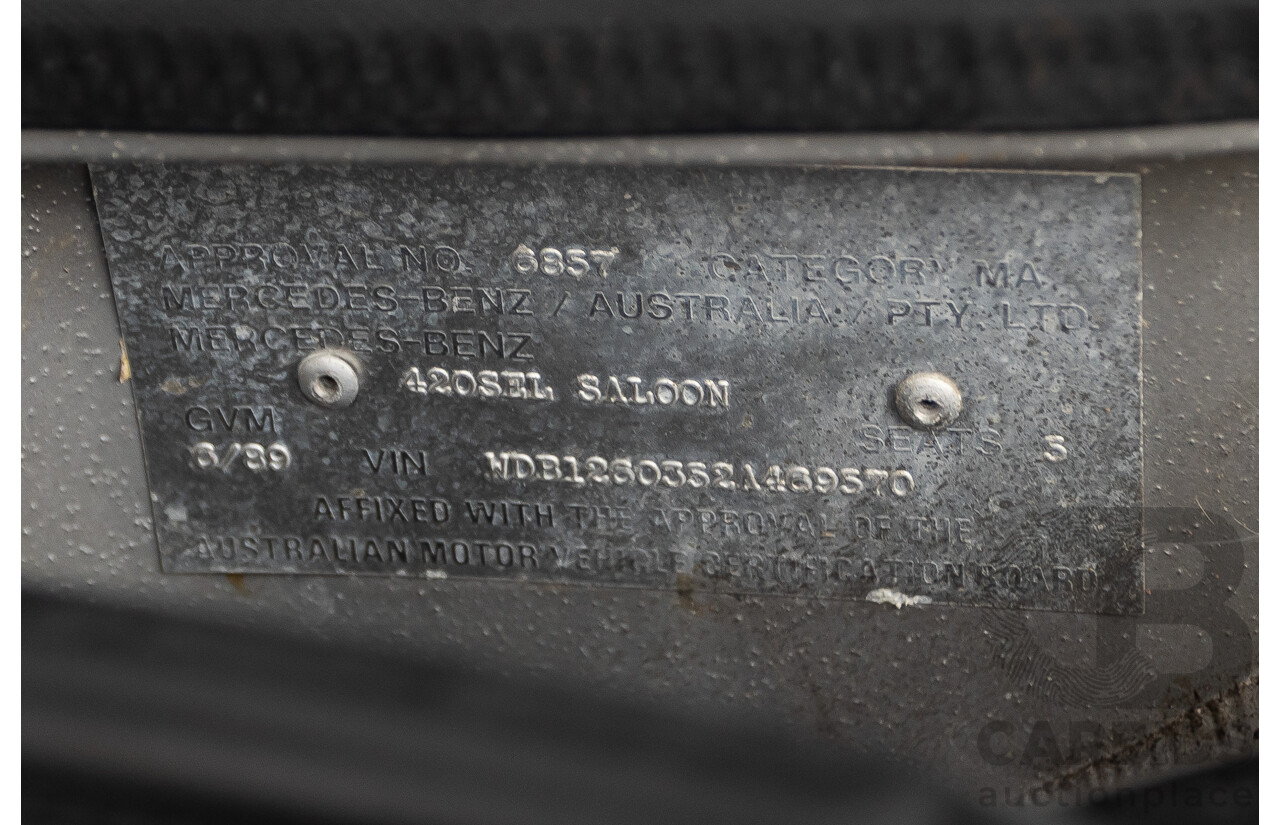 APPROVAL NO. 6857 CATEGORY MA.
MERCEDES-BENZ / AUSTRALIA / PTY. LTD.
MERCEDES-BENZ
420SEL SALOON
GVM SEATS 5
6/89 VIN WDB1260352A469570
AFFIXED WITH THE APPROVAL OF THE
AUSTRALIAN MOTOR VEHICLE CERTIFICATION BOARD
auctionplace